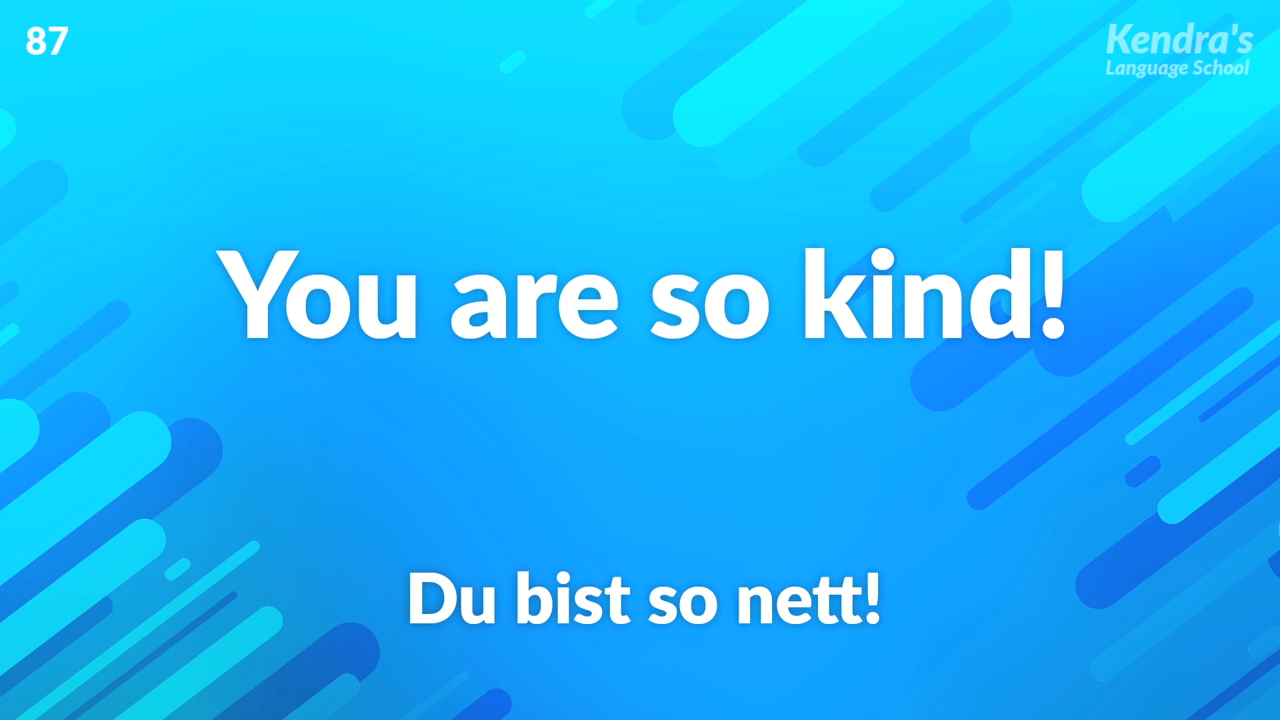 87
Kendra's
Language School
You are so kind!
Du bist so nett!